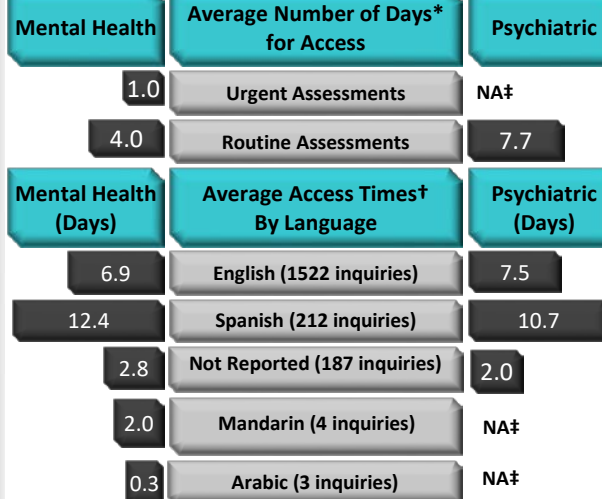 Mental Health Average Number of Days* for Access Psychiatric
1.0 Urgent Assessments NA‡
4.0 Routine Assessments 7.7
Mental Health (Days) Average Access Times† By Language Psychiatric (Days)
6.9 English (1522 inquiries) 7.5
12.4 Spanish (212 inquiries) 10.7
2.8 Not Reported (187 inquiries) 2.0
2.0 Mandarin (4 inquiries) NA‡
0.3 Arabic (3 inquiries) NA‡